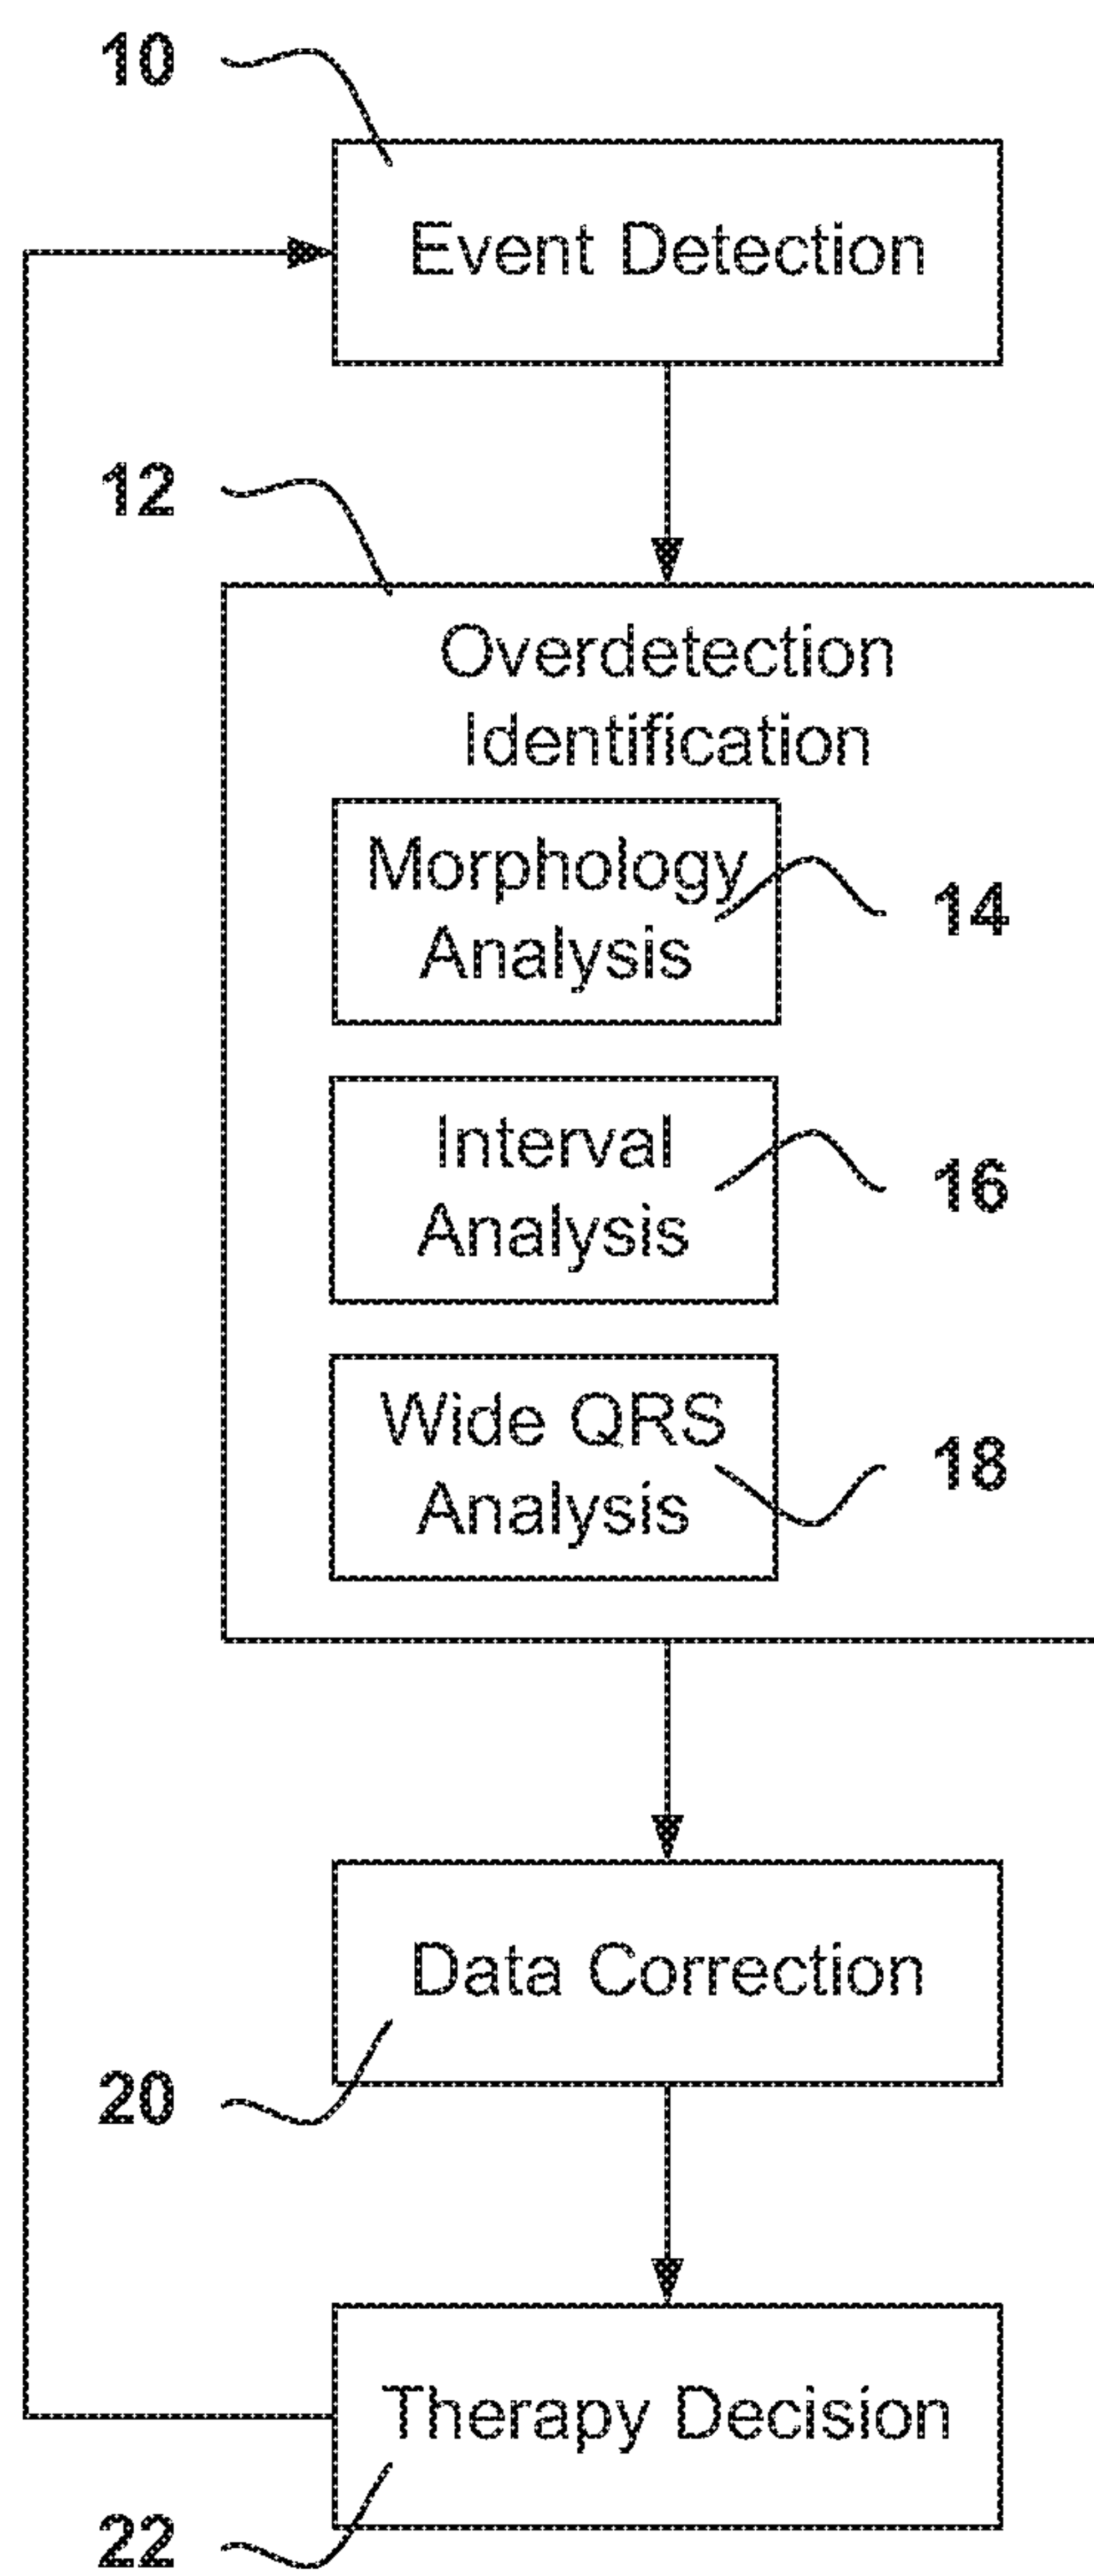 10
Event Detection
12
Overdetection
Identification
Morphology
Analysis
14
Interval
Analysis
16
Wide QRS
Analysis
18
Data Correction
20
Therapy Decision
22